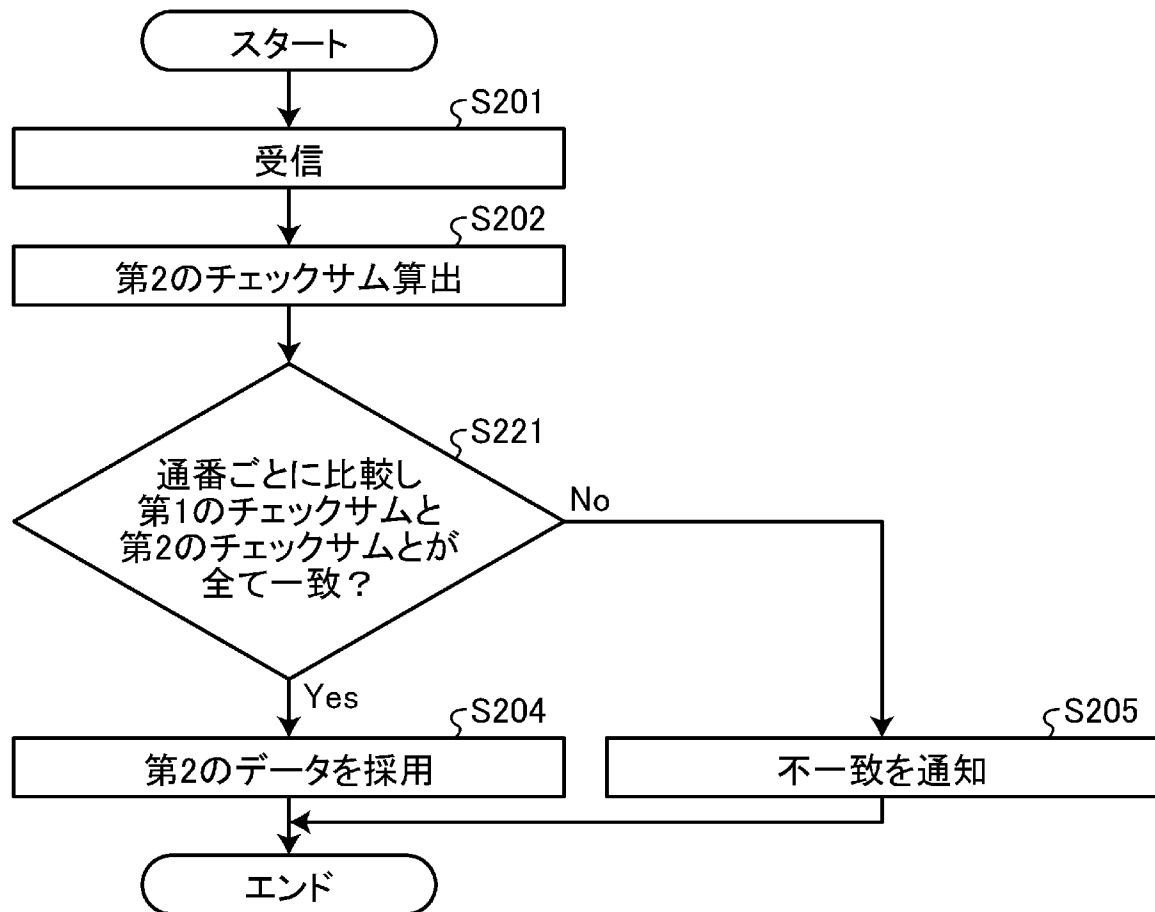 スタート
S201
受信
S202
第2のチェックサム算出
S221
通番ごとに比較し
第1のチェックサムと
第2のチェックサムとが
全て一致？
No
Yes
S204
第2のデータを採用
S205
不一致を通知
エンド